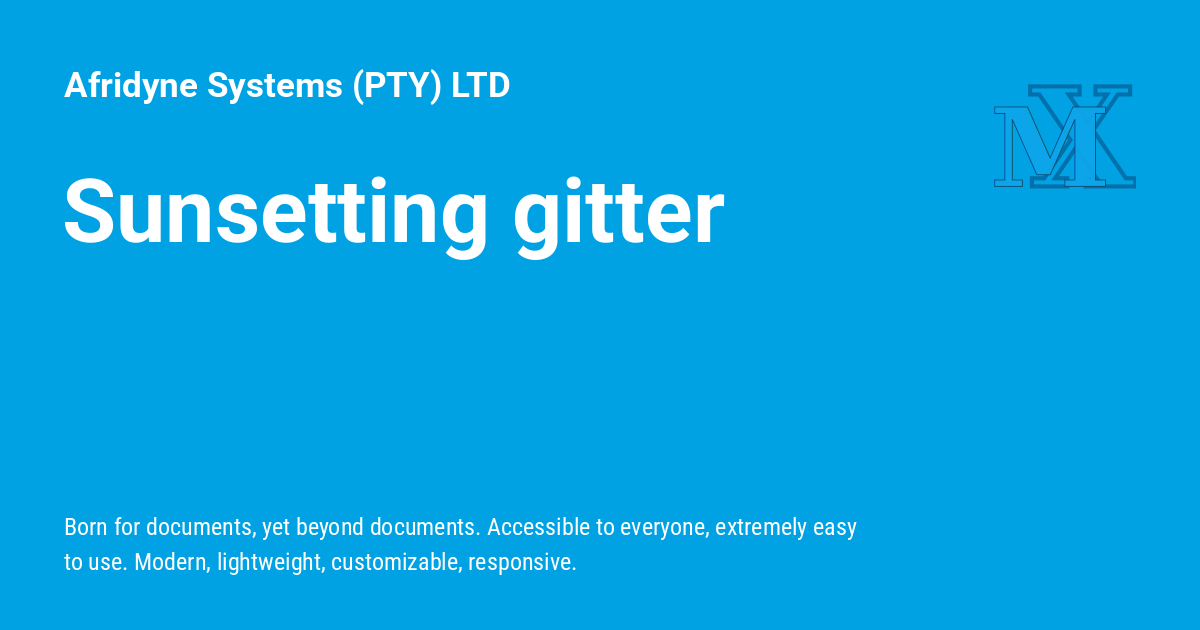 Afridyne Systems (PTY) LTD
MX
Sunsetting gitter
Born for documents, yet beyond documents. Accessible to everyone, extremely easy
to use. Modern, lightweight, customizable, responsive.